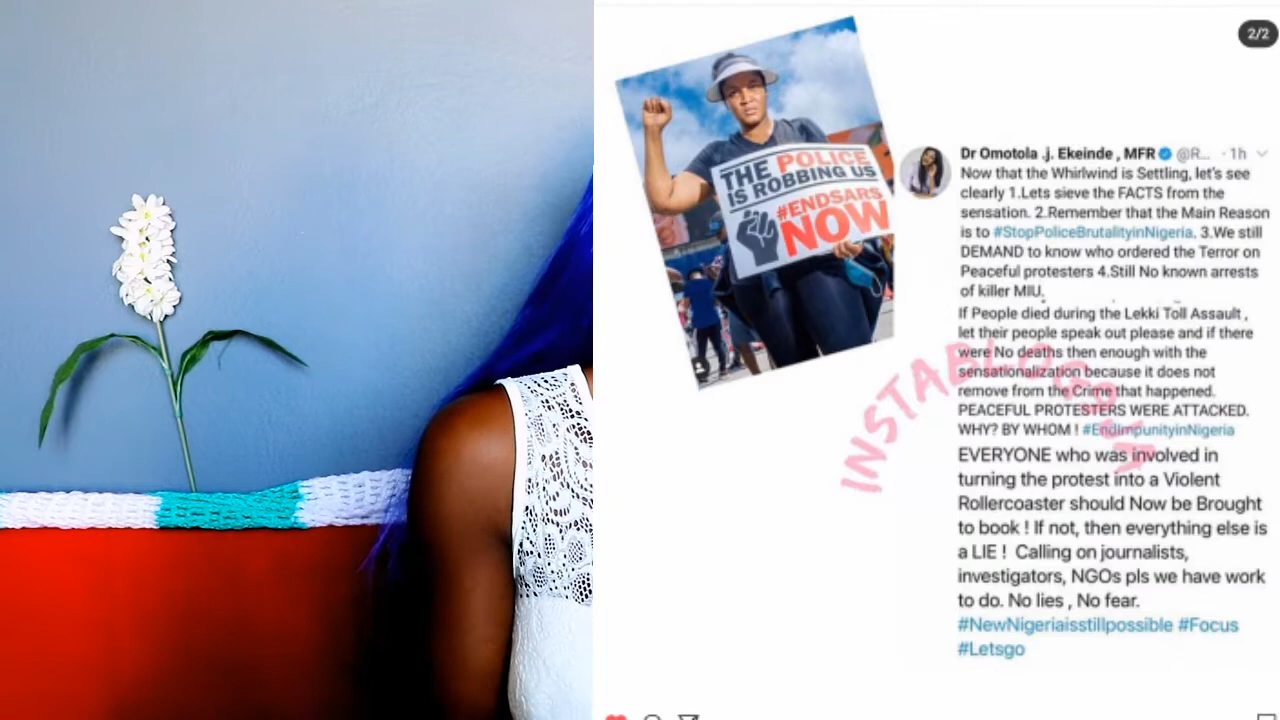 2/2
THE POLICE
IS ROBBING US
#ENDSARS
NOW
Dr Omotola .j. Ekeinde , MFR @R... · 1h
Now that the Whirlwind is Settling, let's see
clearly 1.Lets sieve the FACTS from the
sensation. 2.Remember that the Main Reason
is to #StopPoliceBrutalityinNigeria. 3.We still
DEMAND to know who ordered the Terror on
Peaceful protesters 4.Still No known arrests
of killer MIU.
If People died during the Lekki Toll Assault ,
let their people speak out please and if there
were No deaths then enough with the
sensationalization because it does not
remove from the Crime that happened.
PEACEFUL PROTESTERS WERE ATTACKED.
WHY? BY WHOM ! #EndImpunityinNigeria
EVERYONE who was involved in
turning the protest into a Violent
Rollercoaster should Now be Brought
to book ! If not, then everything else is
a LIE ! Calling on journalists,
investigators, NGOs pls we have work
to do. No lies , No fear.
#NewNigeriaisstillpossible #Focus
#Letsgo
INSTABLOG9JA